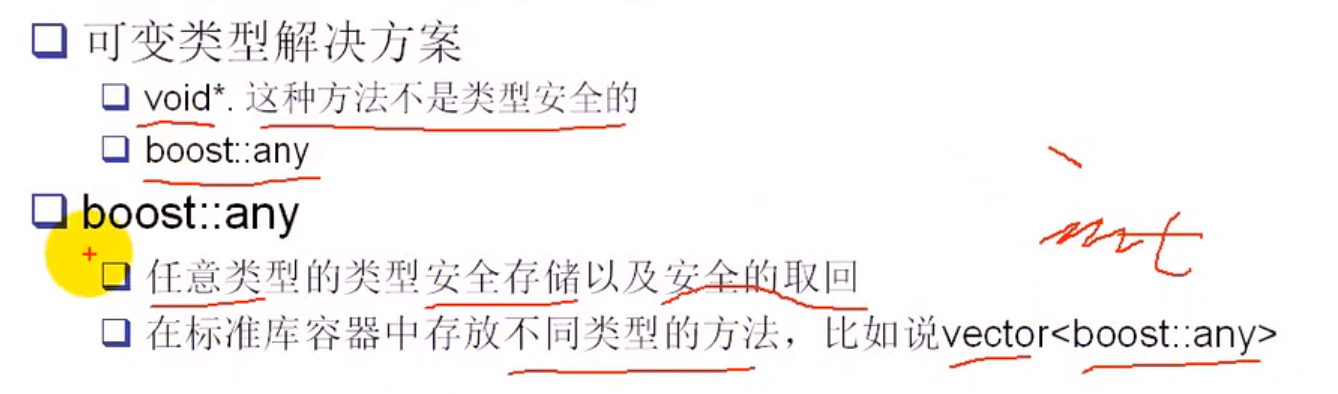 可变类型解决方案
void*. 这种方法不是类型安全的
boost::any
boost::any
任意类型的类型安全存储以及安全的取回
在标准库容器中存放不同类型的方法，比如说vector<boost::any>
int